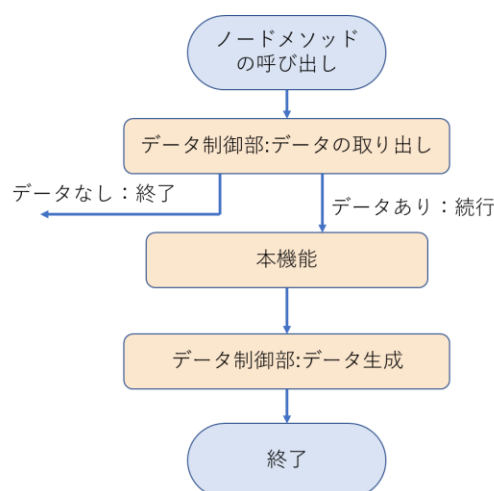 ノードメソッド
の呼び出し
データ制御部:データの取り出し
データなし：終了
データあり：続行
本機能
データ制御部:データ生成
終了